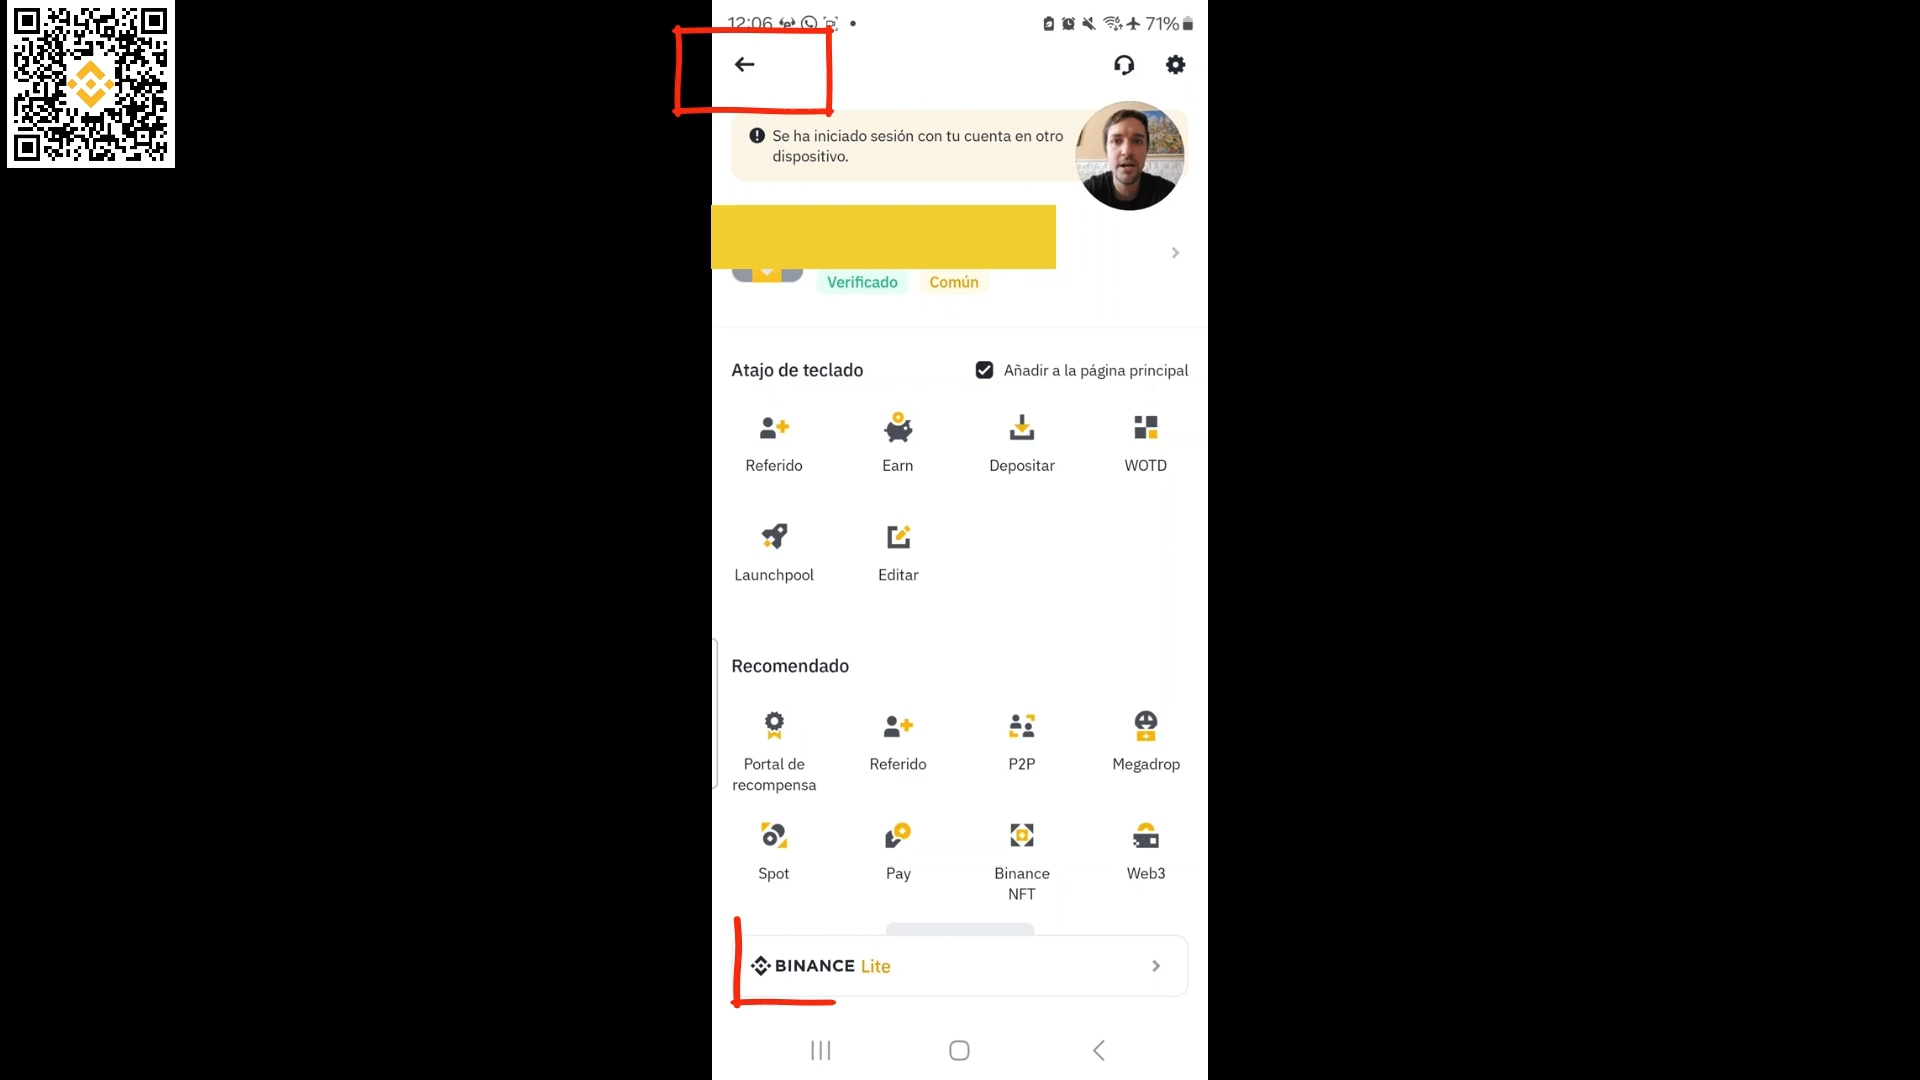 12:06
71%
Se ha iniciado sesión con tu cuenta en otro
dispositivo.
Verificado
Común
Atajo de teclado
Añadir a la página principal
Referido
Earn
Depositar
WOTD
Launchpool
Editar
Recomendado
Portal de
recompensa
Referido
P2P
Megadrop
Spot
Pay
Binance
NFT
Web3
BINANCE Lite